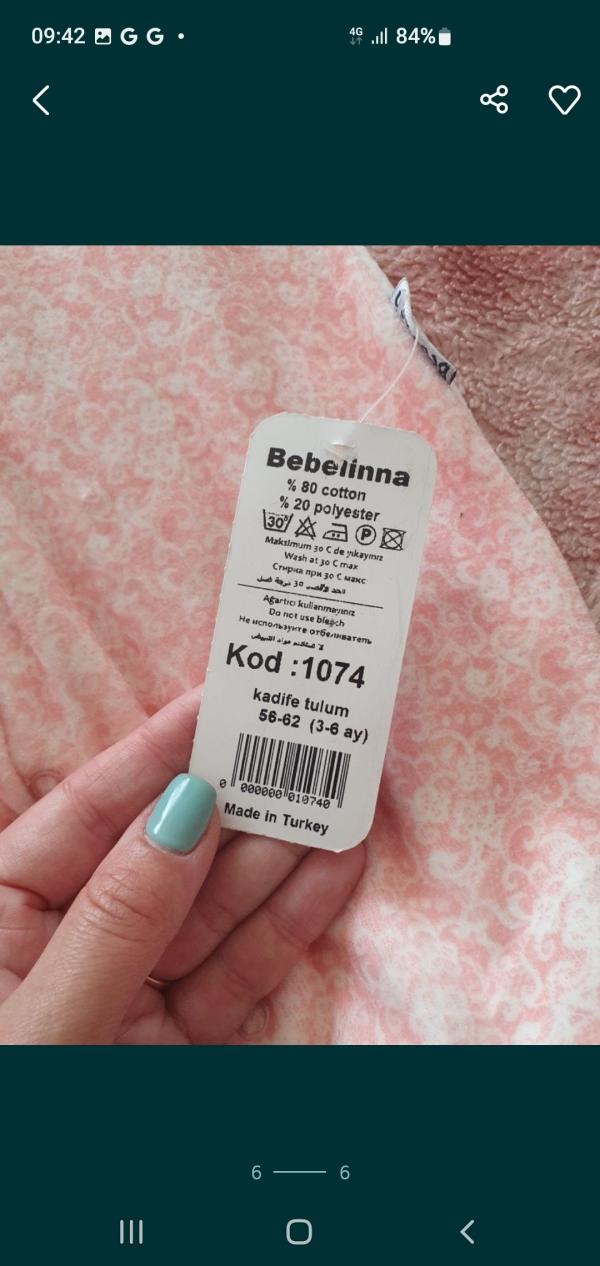 09:42
4G
84%
Bebelinna
% 80 cotton
% 20 polyester
30°
P
Maksimum 30 C de yıkayınız
Wash at 30 C max
Стирка при 30 С макс
Ağartıcı kullanmayınız
Do not use bleach
Не используите отбеливатель
Kod :1074
kadife tulum
56-62 (3-6 ay)
0 000000 010740
Made in Turkey
6 6